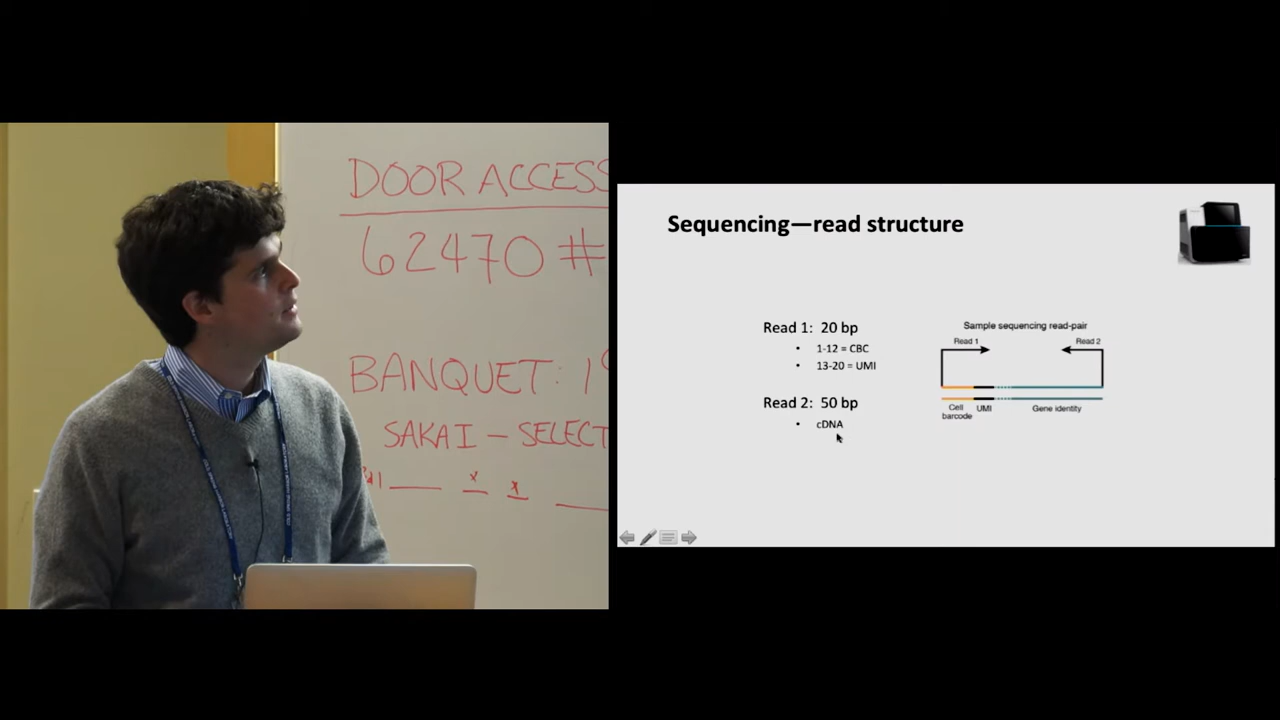 DOOR ACCESS
62470 #
BANQUET: 1
SAKAI – SELECT
Sequencing—read structure
Read 1: 20 bp
• 1-12 = CBC
• 13-20 = UMI
Read 2: 50 bp
• cDNA
Sample sequencing read-pair
Read 1
Read 2
Cell
barcode
UMI
Gene identity